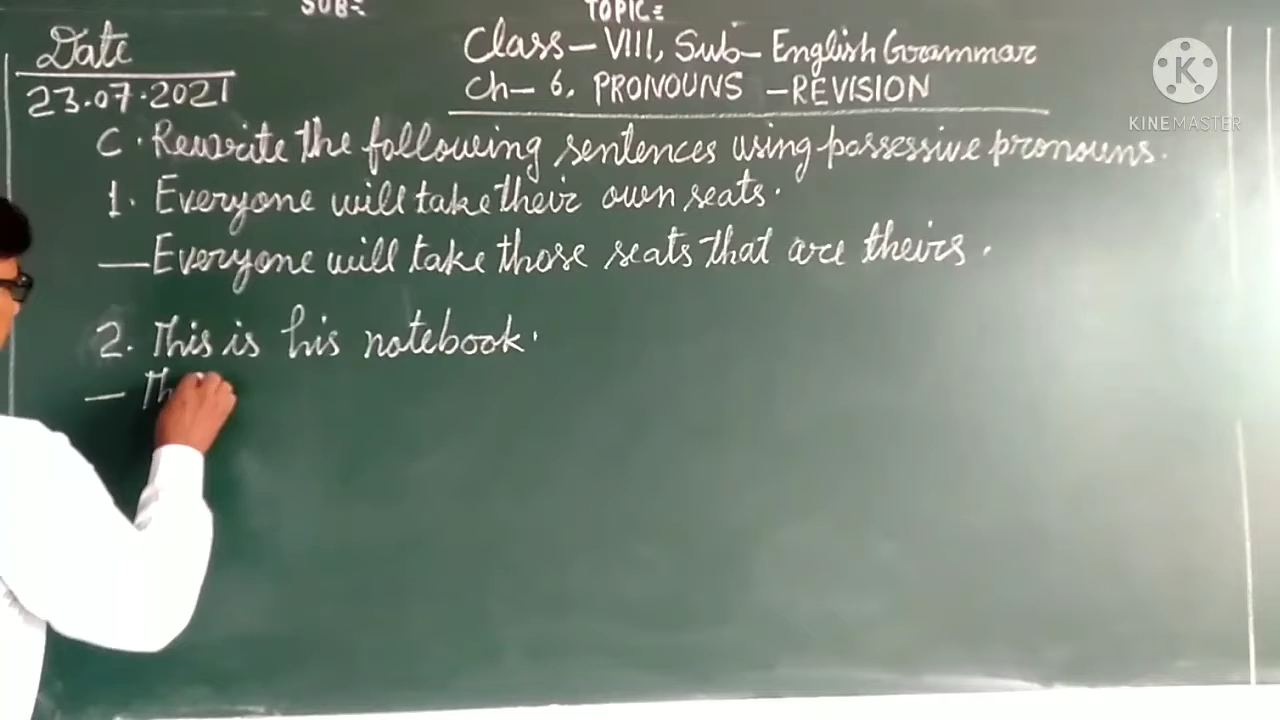 SUB:
TOPIC:
Date
23.07.2021
Class- VIII, Sub- English Grammar
Ch- 6. PRONOUNS - REVISION
K
KINEMASTER
C. Rewrite the following sentences using possessive pronouns.
1. Everyone will take their own seats.
— Everyone will take those seats that are theirs.
2. This is his notebook.
— Th